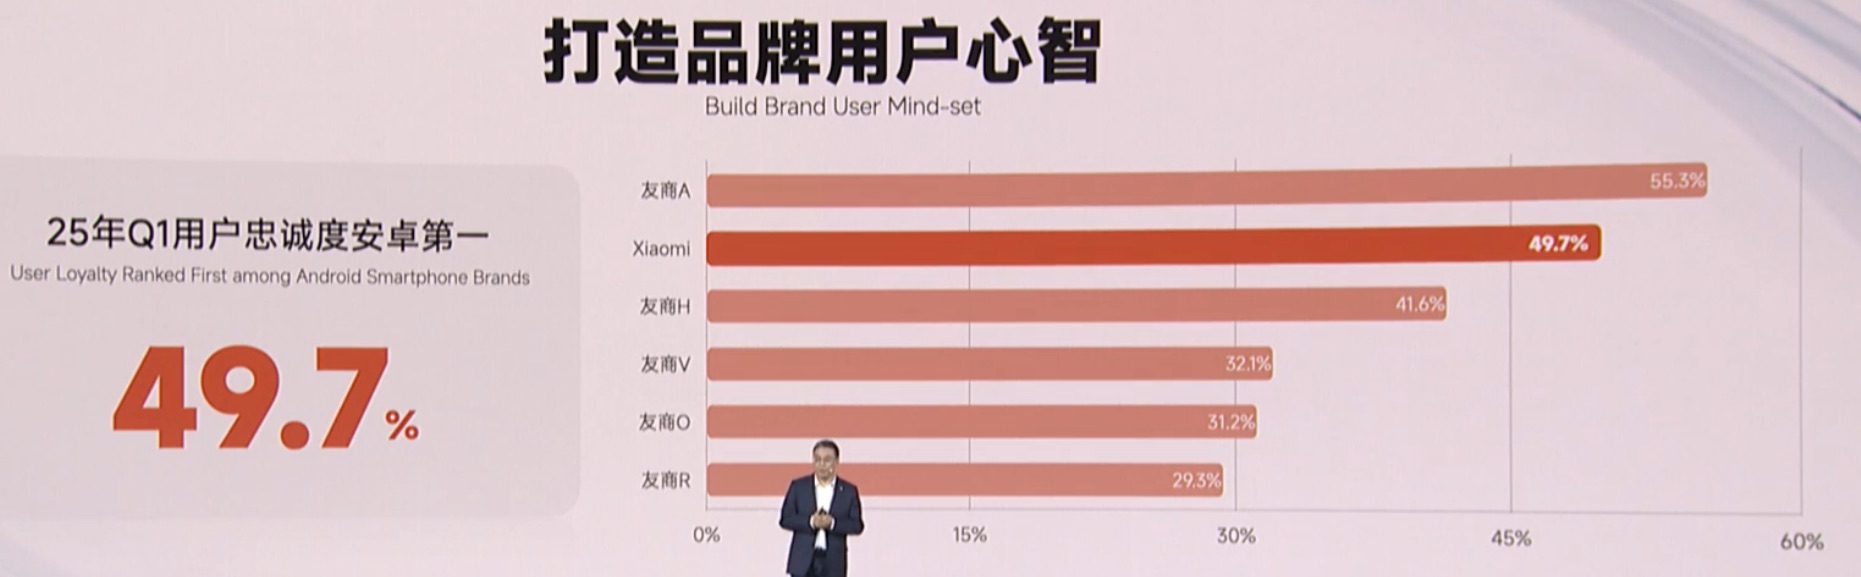 打造品牌用户心智
Build Brand User Mind-set
25年Q1用户忠诚度安卓第一
User Loyalty Ranked First among Android Smartphone Brands
49.7%
友商A 55.3%
Xiaomi 49.7%
友商H 41.6%
友商V 32.1%
友商O 31.2%
友商R 29.3%
0% 15% 30% 45% 60%